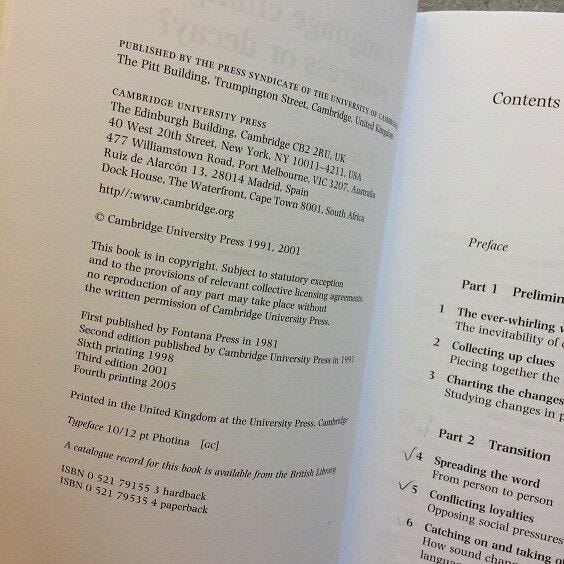 PUBLISHED BY THE PRESS SYNDICATE OF THE UNIVERSITY OF CAMBRIDGE
The Pitt Building, Trumpington Street, Cambridge, United Kingdom
CAMBRIDGE UNIVERSITY PRESS
The Edinburgh Building, Cambridge CB2 2RU, UK
40 West 20th Street, New York, NY 10011–4211, USA
477 Williamstown Road, Port Melbourne, VIC 3207, Australia
Ruiz de Alarcón 13, 28014 Madrid, Spain
Dock House, The Waterfront, Cape Town 8001, South Africa
http//:www.cambridge.org
© Cambridge University Press 1991, 2001
This book is in copyright. Subject to statutory exception
and to the provisions of relevant collective licensing agreements,
no reproduction of any part may take place without
the written permission of Cambridge University Press.
First published by Fontana Press in 1981
Second edition published by Cambridge University Press in 1991
Sixth printing 1998
Third edition 2001
Fourth printing 2005
Printed in the United Kingdom at the University Press, Cambridge
Typeface 10/12 pt Photina [GC]
A catalogue record for this book is available from the British Library
ISBN 0 521 79155 3 hardback
ISBN 0 521 79535 4 paperback
Contents
Preface
Part 1 Prelimin
1 The ever-whirling w
The inevitability of
2 Collecting up clues
Piecing together the
3 Charting the changes
Studying changes in p
Part 2 Transition
4 Spreading the word
From person to person
5 Conflicting loyalties
Opposing social pressures
6 Catching on and taking o
How sound chang
langua